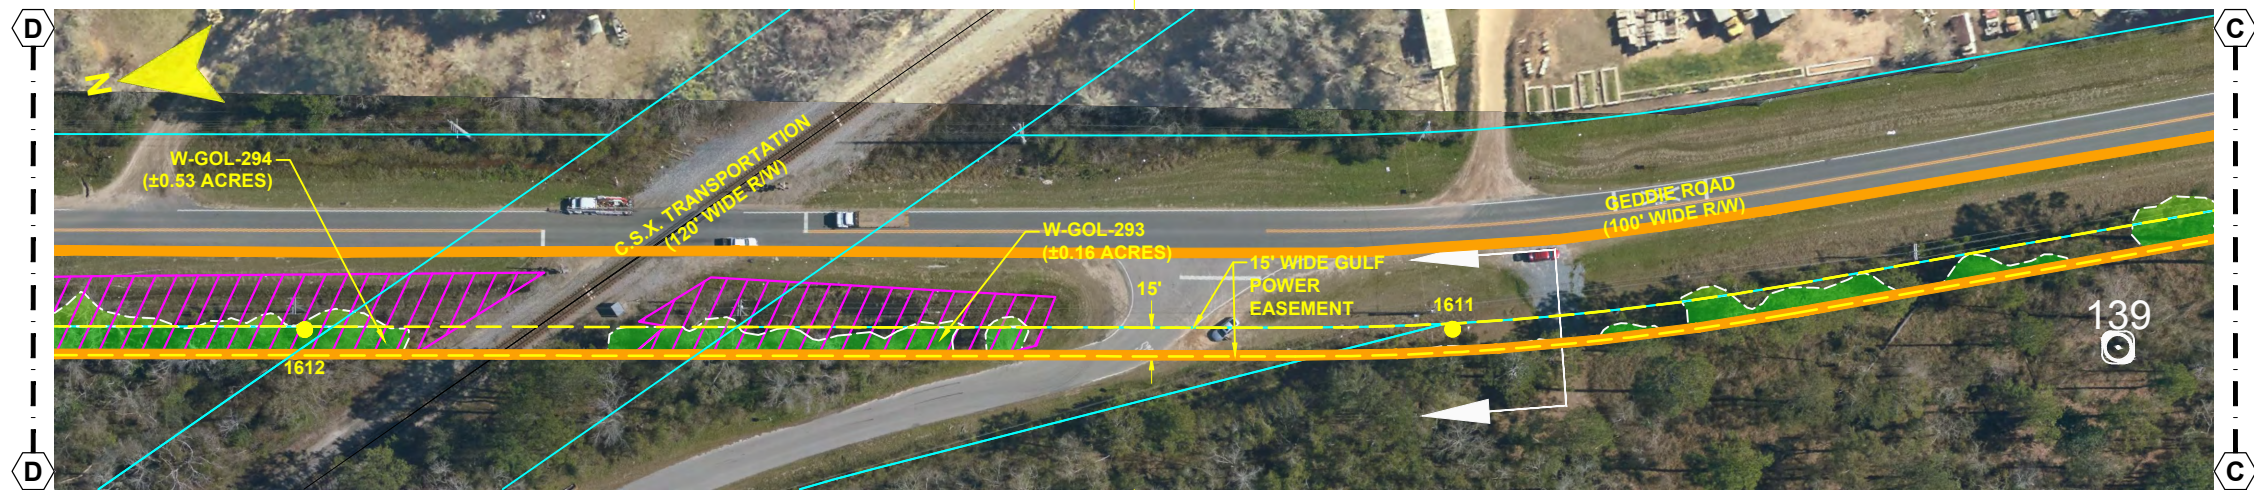 D
C
N
W-GOL-294
(±0.53 ACRES)
C.S.X. TRANSPORTATION
(120' WIDE R/W)
GEDDIE ROAD
(100' WIDE R/W)
W-GOL-293
(±0.16 ACRES)
15' WIDE GULF
POWER
EASEMENT
15'
1611
1612
139
D
C